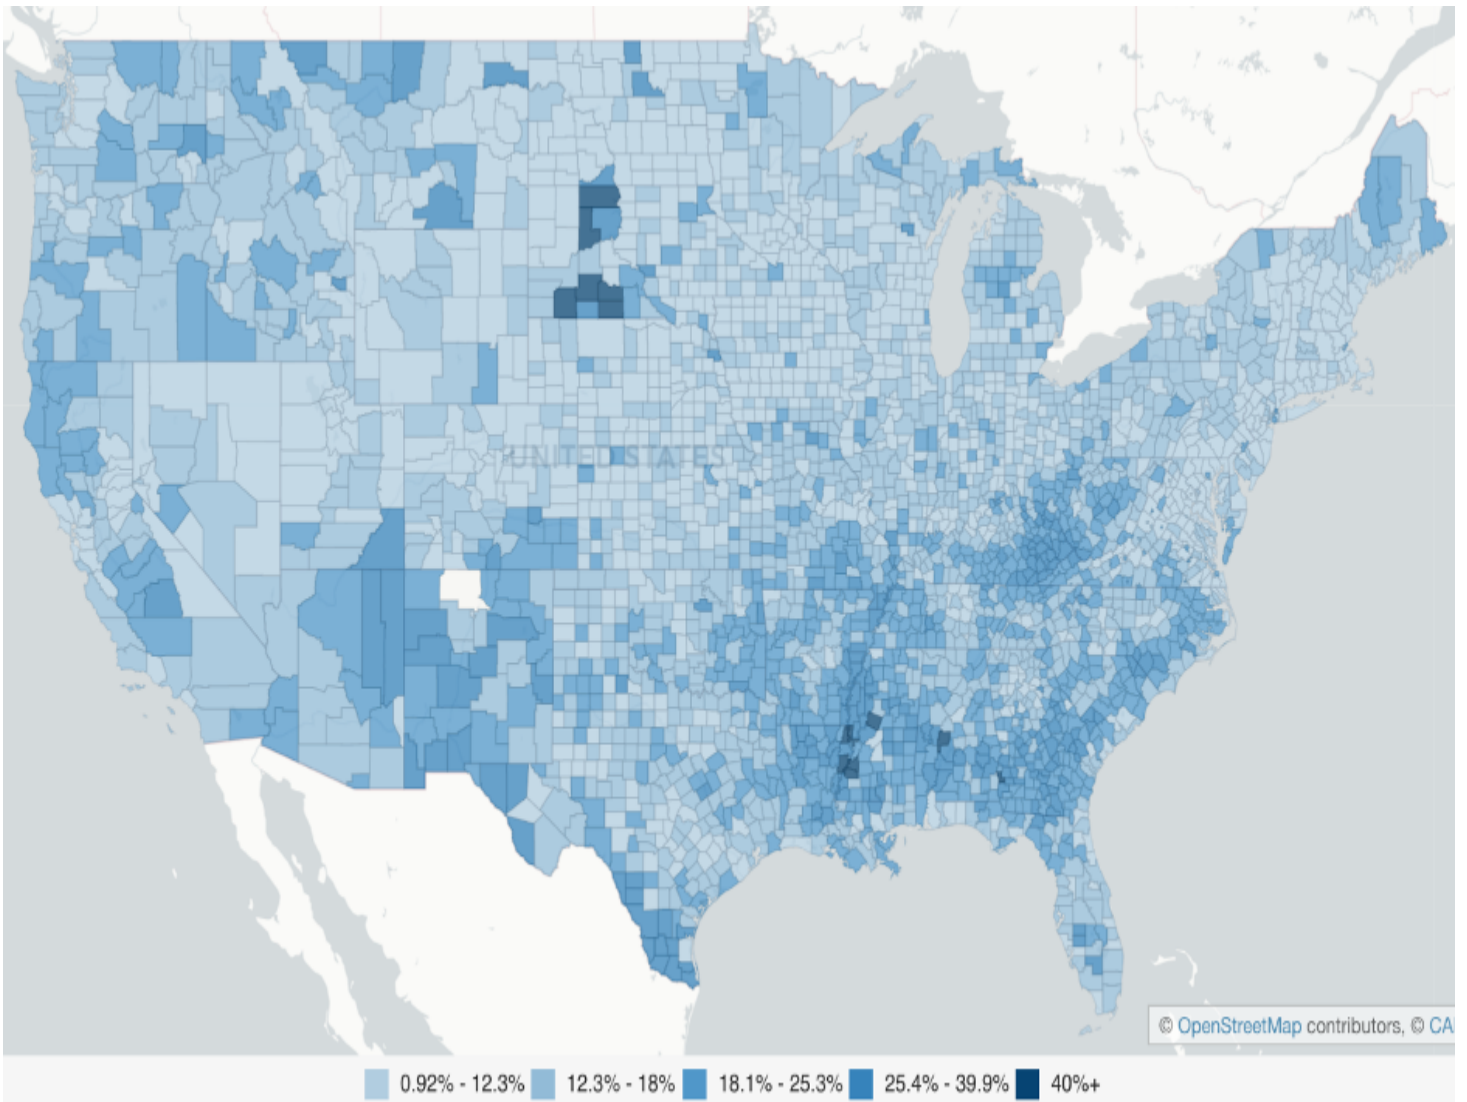 UNITED STATES
© OpenStreetMap contributors, © CA
0.92% - 12.3% 12.3% - 18% 18.1% - 25.3% 25.4% - 39.9% 40%+